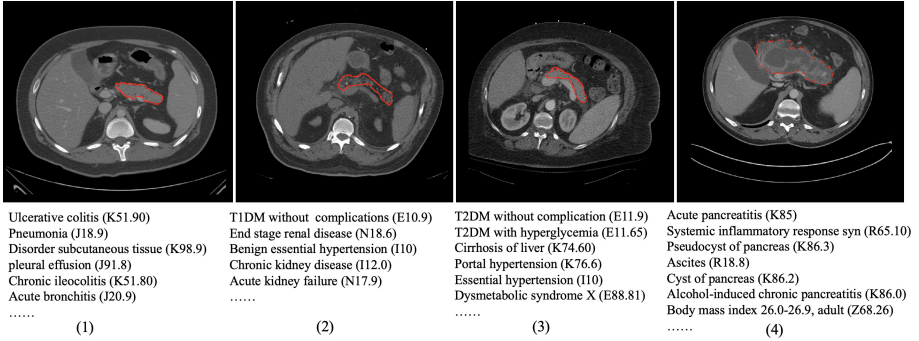 Ulcerative colitis (K51.90)
Pneumonia (J18.9)
Disorder subcutaneous tissue (K98.9)
pleural effusion (J91.8)
Chronic ileocolitis (K51.80)
Acute bronchitis (J20.9)
……
(1)
T1DM without complications (E10.9)
End stage renal disease (N18.6)
Benign essential hypertension (I10)
Chronic kidney disease (I12.0)
Acute kidney failure (N17.9)
……
(2)
T2DM without complication (E11.9)
T2DM with hyperglycemia (E11.65)
Cirrhosis of liver (K74.60)
Portal hypertension (K76.6)
Essential hypertension (I10)
Dysmetabolic syndrome X (E88.81)
……
(3)
Acute pancreatitis (K85)
Systemic inflammatory response syn (R65.10)
Pseudocyst of pancreas (K86.3)
Ascites (R18.8)
Cyst of pancreas (K86.2)
Alcohol-induced chronic pancreatitis (K86.0)
Body mass index 26.0-26.9, adult (Z68.26)
……
(4)